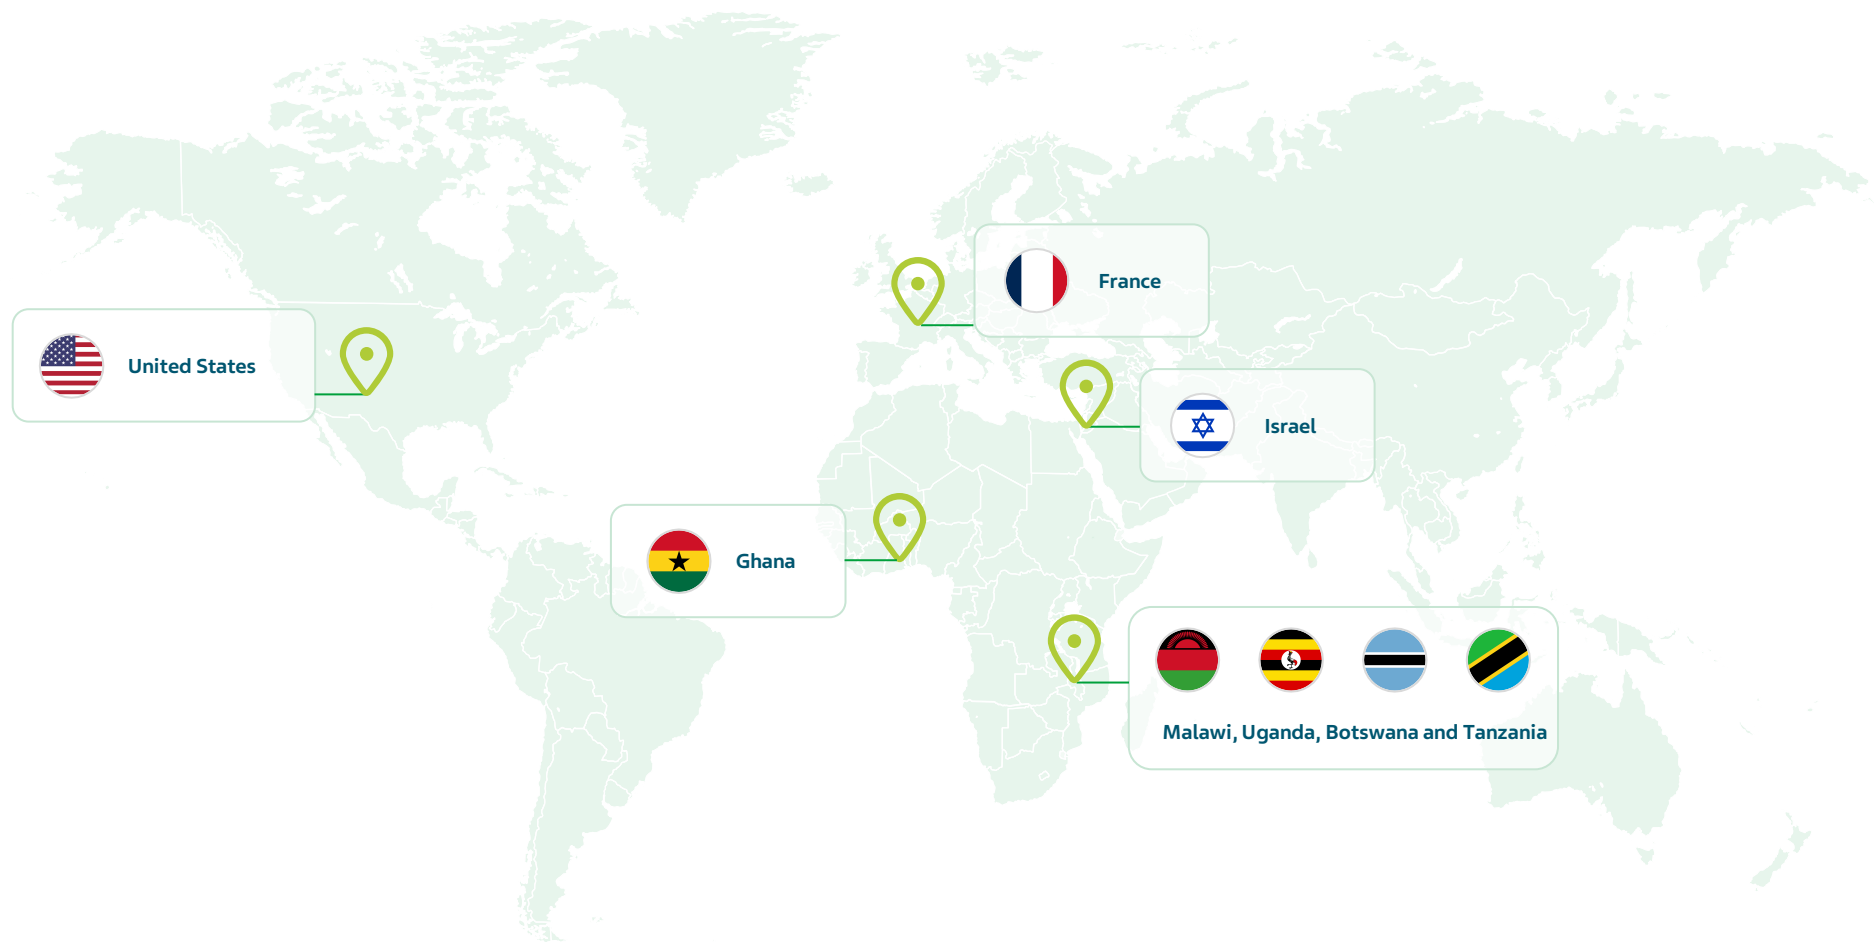 France
United States
Israel
Ghana
Malawi, Uganda, Botswana and Tanzania